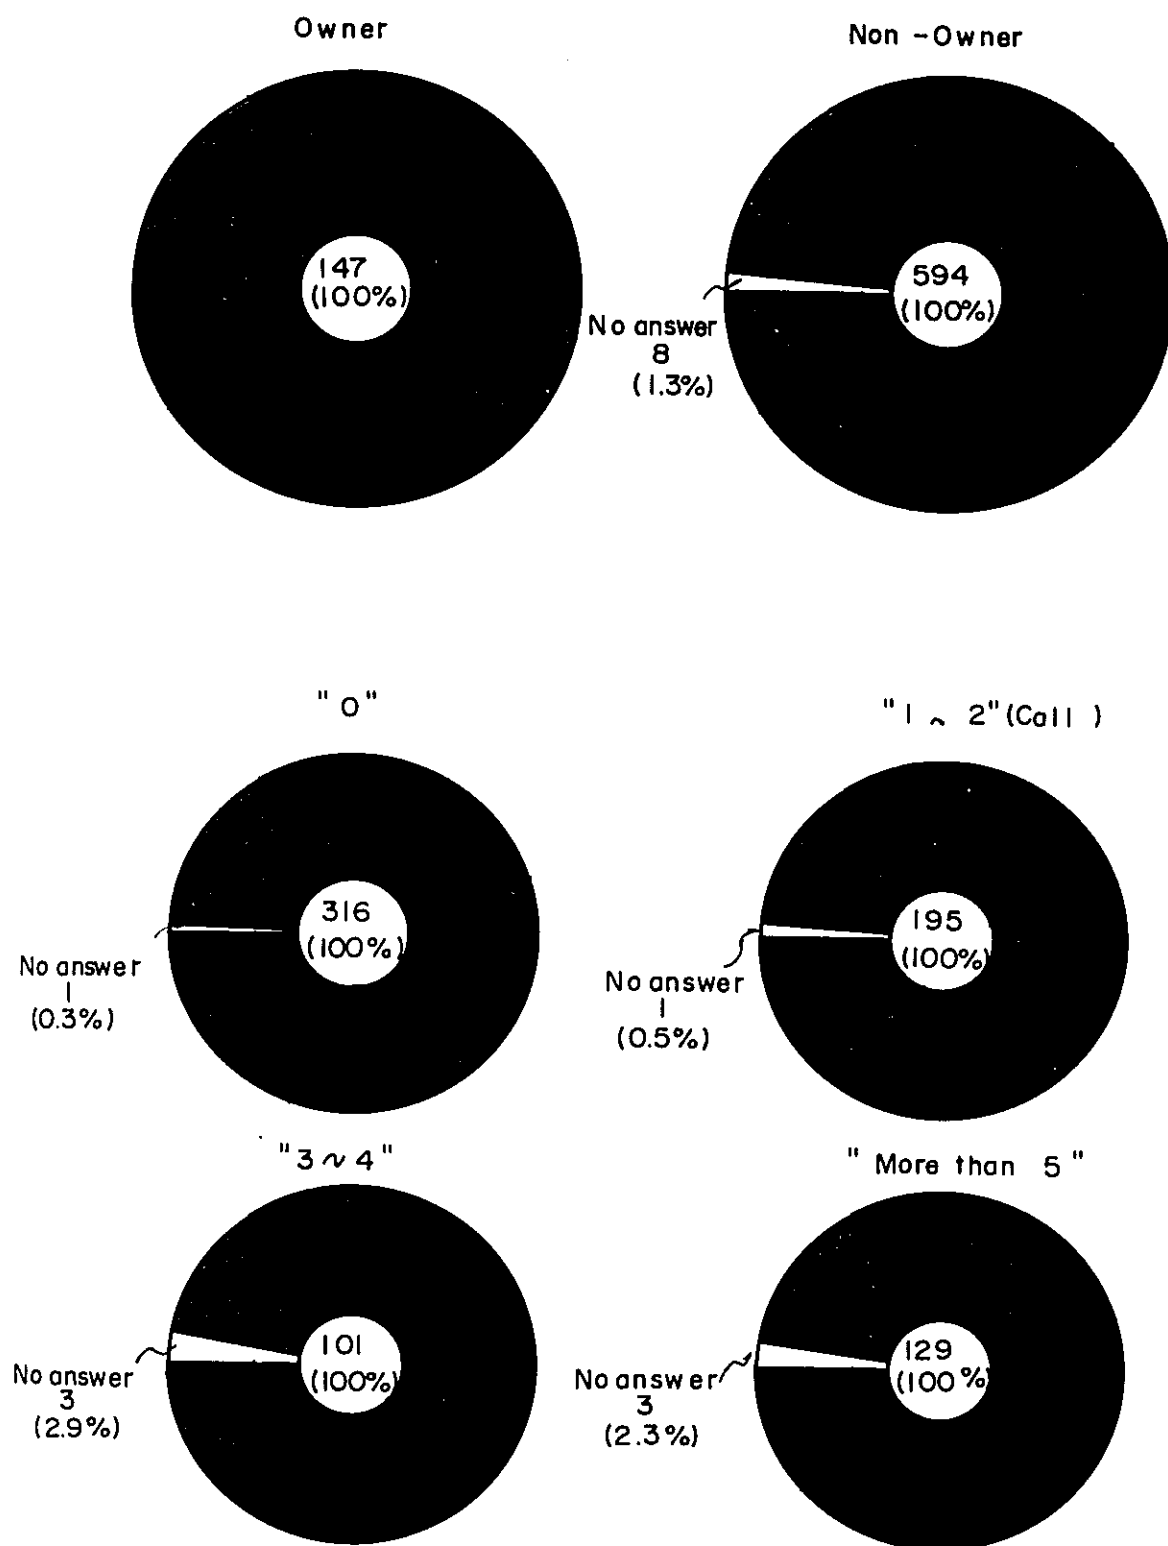 Owner
147
(100%)
Non - Owner
594
(100%)
No answer
8
(1.3%)
" 0 "
316
(100%)
No answer
1
(0.3%)
"1 ~ 2" (Call )
195
(100%)
No answer
1
(0.5%)
"3 ~ 4"
101
(100%)
No answer
3
(2.9%)
" More than 5 "
129
(100 %)
No answer
3
(2.3%)